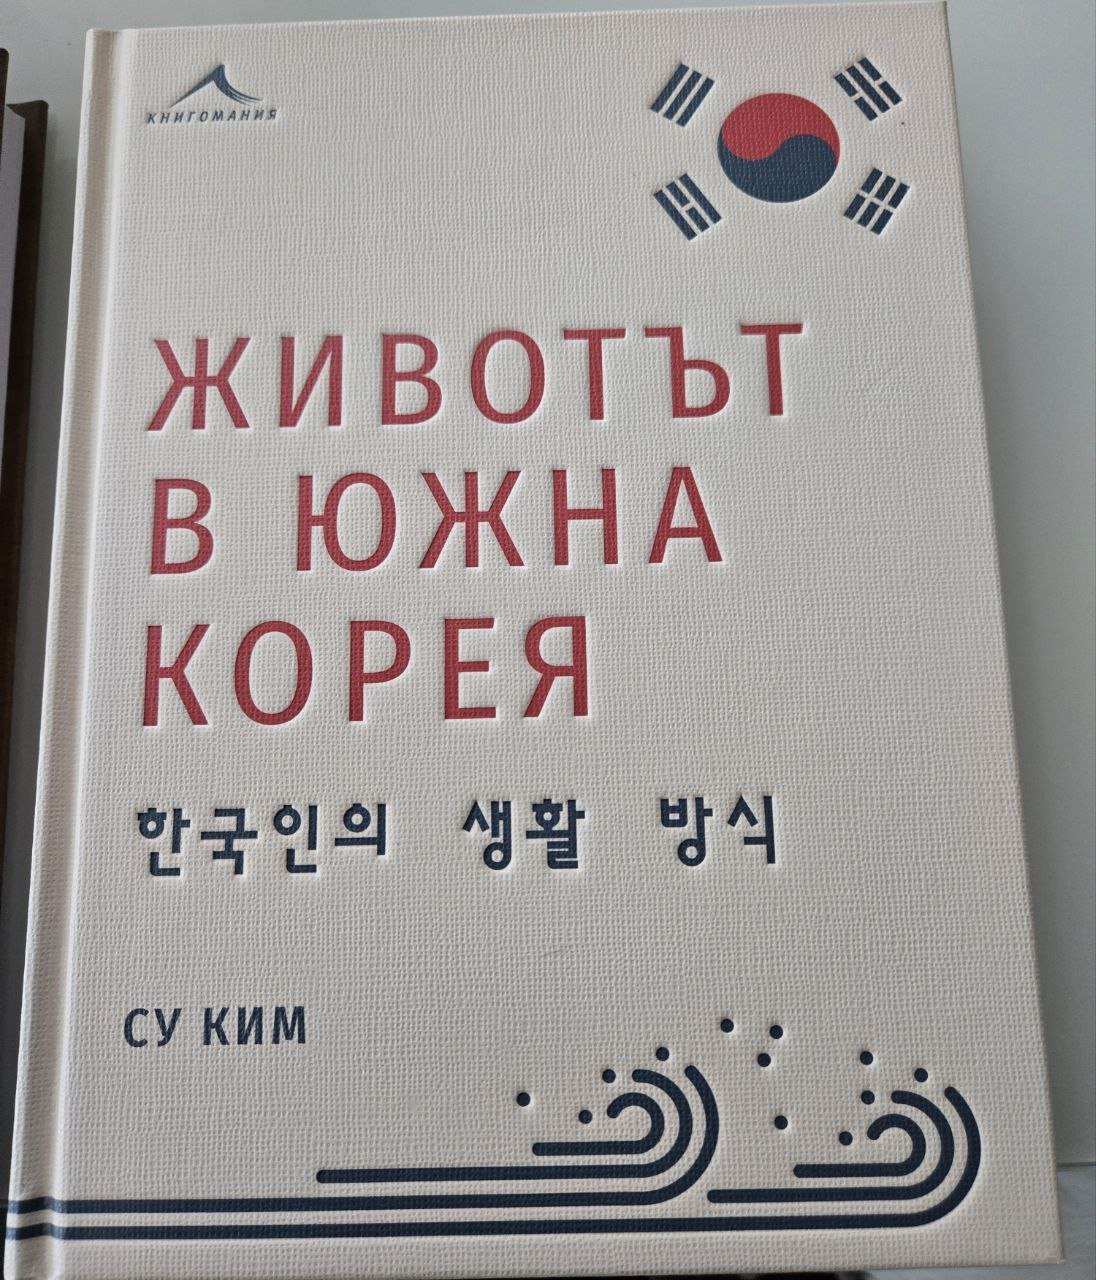 КНИГОМАНИЯ
ЖИВОТЪТ
В ЮЖНА
КОРЕЯ
한국인의 생활 방식
СУ КИМ